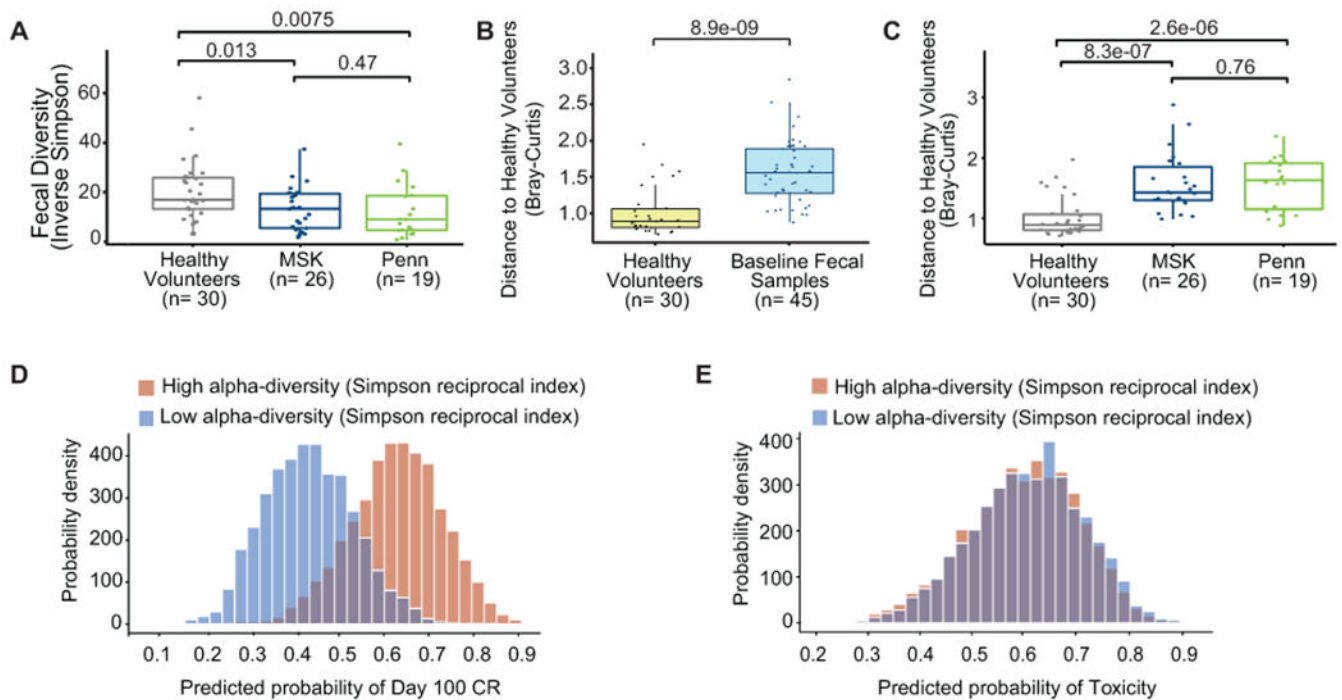 A
0.0075
0.013
0.47
Fecal Diversity
(Inverse Simpson)
60
40
20
0
Healthy
Volunteers
(n= 30)
MSK
(n= 26)
Penn
(n= 19)
B
8.9e-09
Distance to Healthy Volunteers
(Bray-Curtis)
3.0
2.5
2.0
1.5
1.0
Healthy
Volunteers
(n= 30)
Baseline Fecal
Samples
(n= 45)
C
2.6e-06
8.3e-07
0.76
Distance to Healthy Volunteers
(Bray-Curtis)
3
2
1
Healthy
Volunteers
(n= 30)
MSK
(n= 26)
Penn
(n= 19)
D
High alpha-diversity (Simpson reciprocal index)
Low alpha-diversity (Simpson reciprocal index)
Probability density
400
300
200
100
0
0.1 0.2 0.3 0.4 0.5 0.6 0.7 0.8 0.9
Predicted probability of Day 100 CR
E
High alpha-diversity (Simpson reciprocal index)
Low alpha-diversity (Simpson reciprocal index)
Probability density
400
300
200
100
0
0.2 0.3 0.4 0.5 0.6 0.7 0.8 0.9
Predicted probability of Toxicity